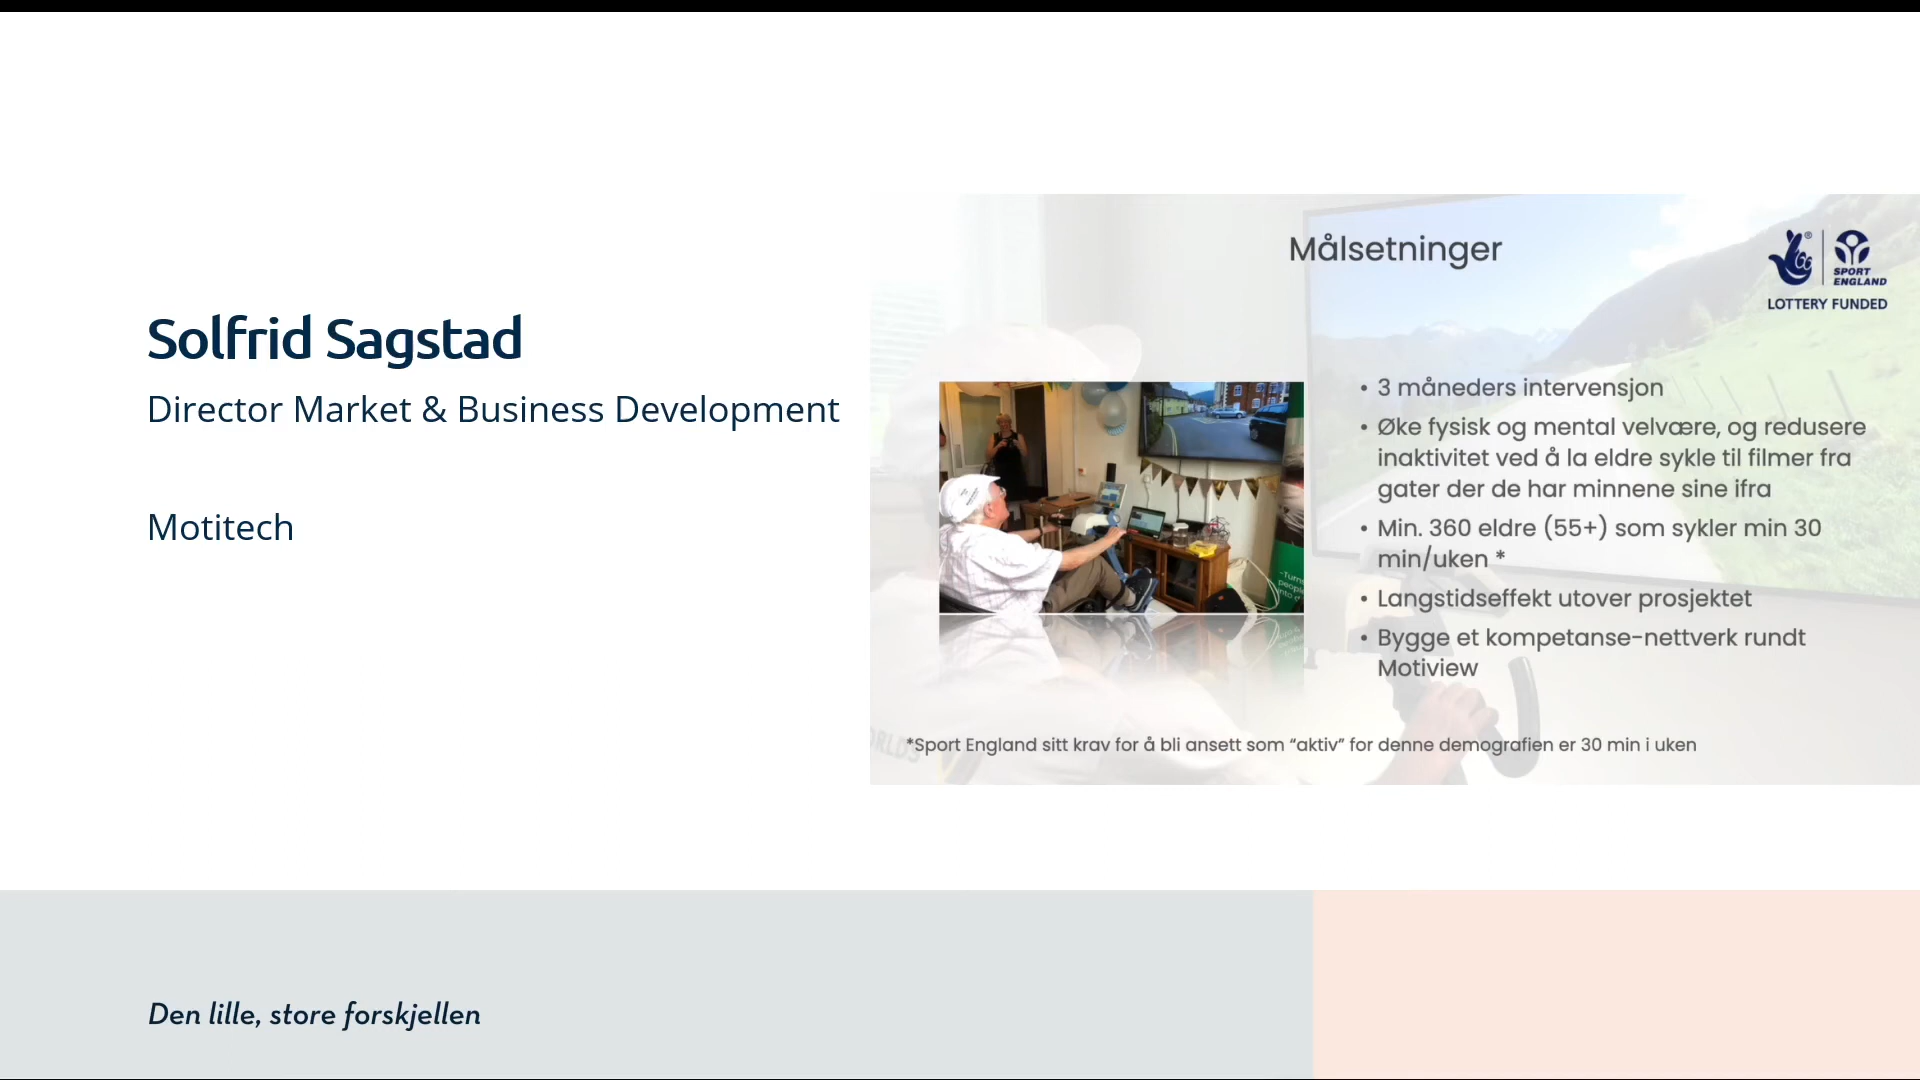 Solfrid Sagstad
Director Market & Business Development
Motitech
Målsetninger
SPORT
ENGLAND
LOTTERY FUNDED
• 3 måneders intervensjon
• Øke fysisk og mental velvære, og redusere
inaktivitet ved å la eldre sykle til filmer fra
gater der de har minnene sine ifra
• Min. 360 eldre (55+) som sykler min 30
min/uken *
• Langstidseffekt utover prosjektet
• Bygge et kompetanse-nettverk rundt
Motiview
*Sport England sitt krav for å bli ansett som “aktiv” for denne demografien er 30 min i uken
Den lille, store forskjellen